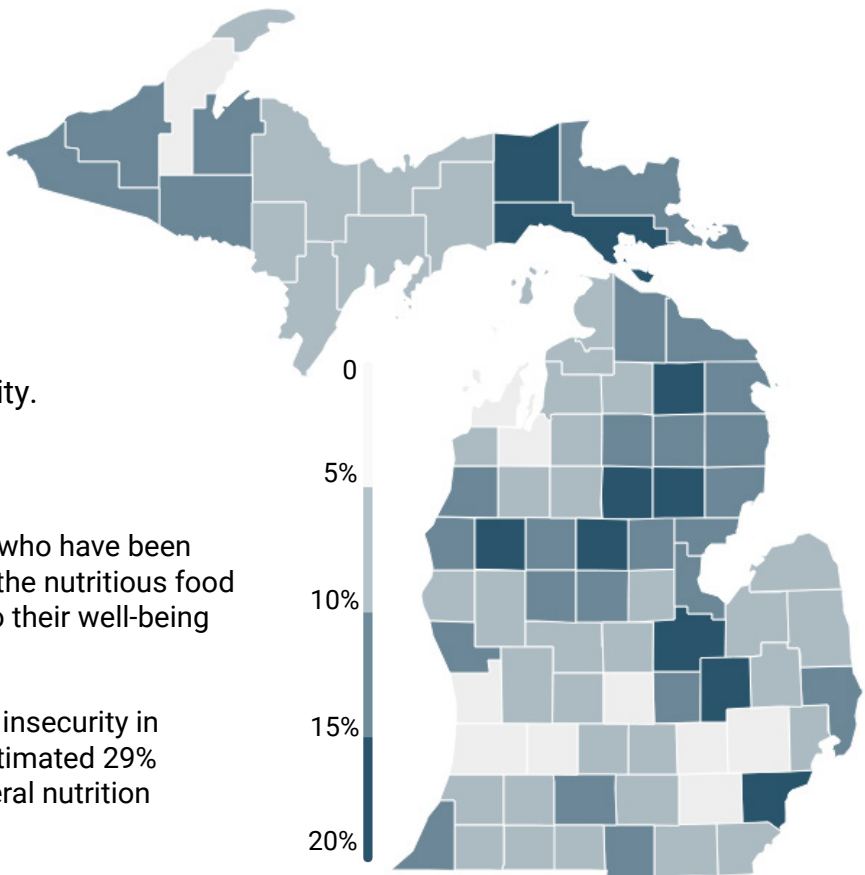 ity.
0
5%
who have been
the nutritious food
10%
o their well-being
insecurity in
15%
timated 29%
eral nutrition
20%